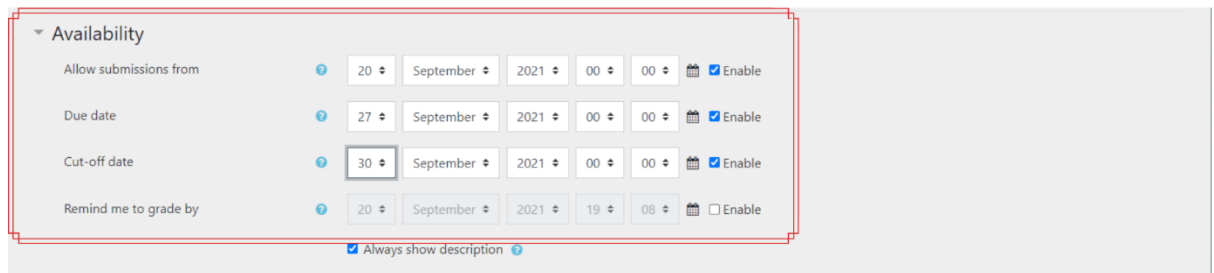 Availability
Allow submissions from 20 September 2021 00 00 Enable
Due date 27 September 2021 00 00 Enable
Cut-off date 30 September 2021 00 00 Enable
Remind me to grade by 20 September 2021 19 08 Enable
Always show description